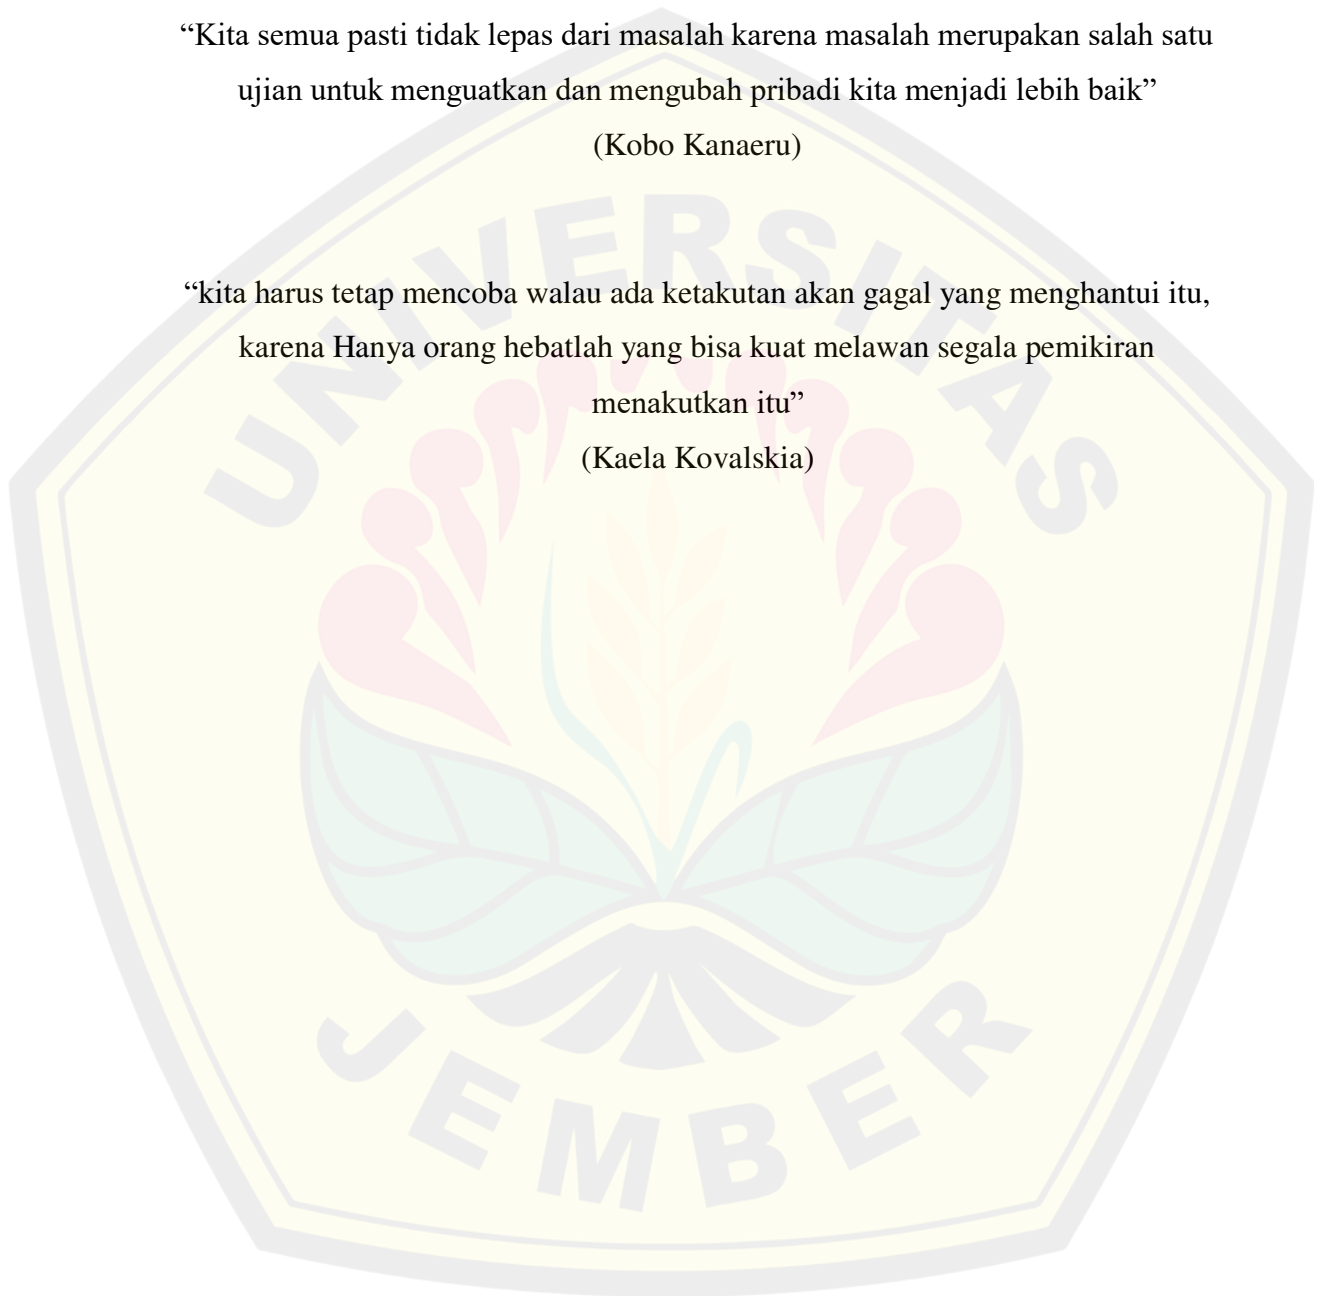 “Kita semua pasti tidak lepas dari masalah karena masalah merupakan salah satu
ujian untuk menguatkan dan mengubah pribadi kita menjadi lebih baik”
(Kobo Kanaeru)
“kita harus tetap mencoba walau ada ketakutan akan gagal yang menghantui itu,
karena Hanya orang hebatlah yang bisa kuat melawan segala pemikiran
menakutkan itu”
(Kaela Kovalskia)
UNIVERSITAS
JEMBER